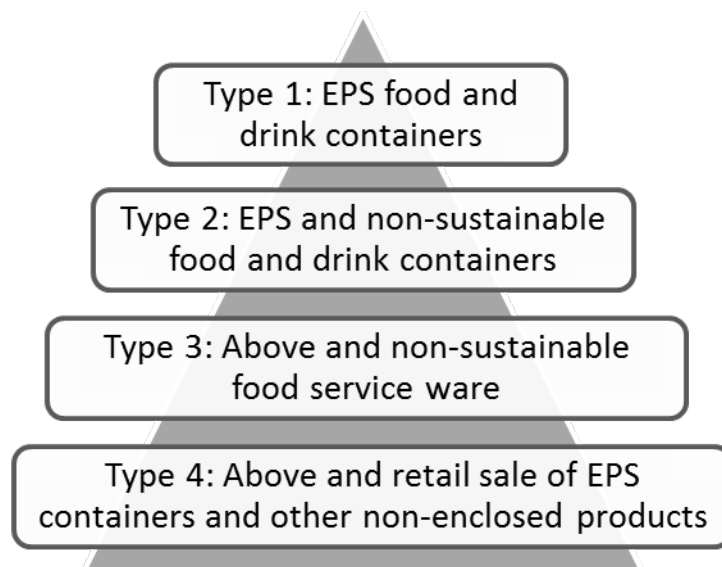 Type 1: EPS food and
drink containers
Type 2: EPS and non-sustainable
food and drink containers
Type 3: Above and non-sustainable
food service ware
Type 4: Above and retail sale of EPS
containers and other non-enclosed products